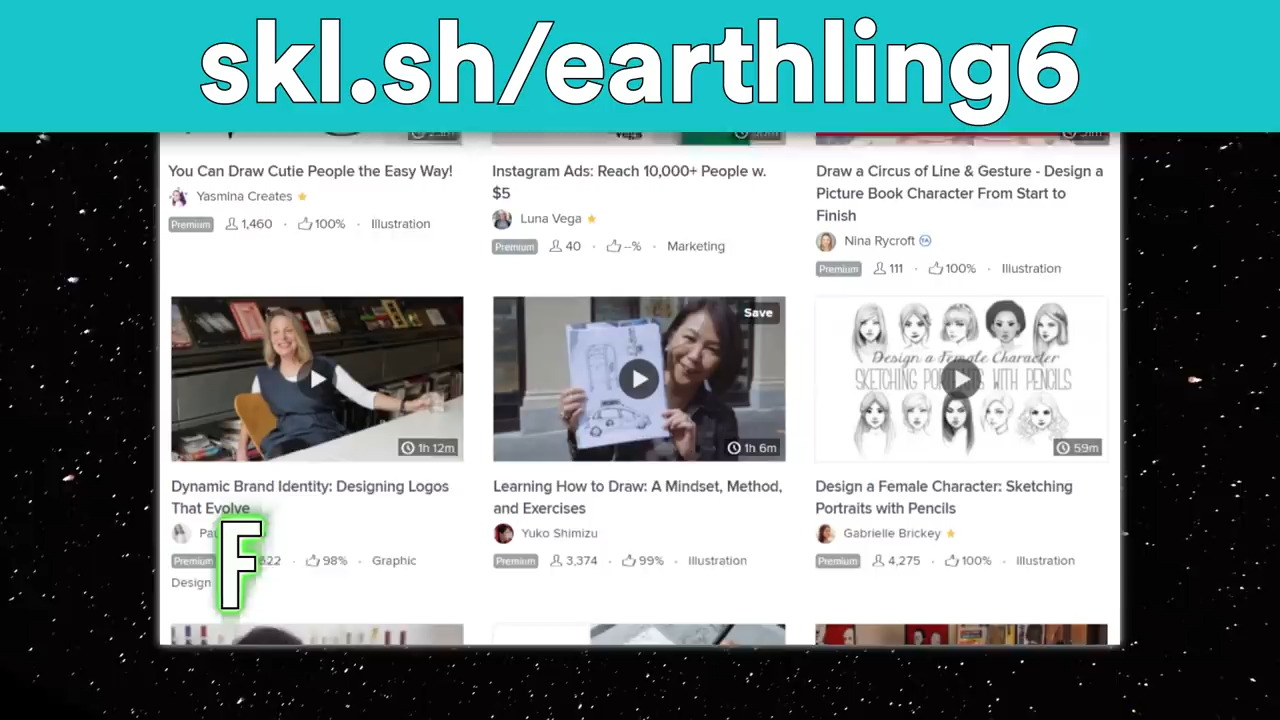 skl.sh/earthling6
You Can Draw Cutie People the Easy Way!
Yasmina Creates
Premium 1,460 · 100% · Illustration
Instagram Ads: Reach 10,000+ People w.
$5
Luna Vega
Premium 40 · --% · Marketing
Draw a Circus of Line & Gesture - Design a
Picture Book Character From Start to
Finish
Nina Rycroft
Premium 111 · 100% · Illustration
1h 12m
Dynamic Brand Identity: Designing Logos
That Evolve
Premium 98% · Graphic
Design
F
Save
1h 6m
Learning How to Draw: A Mindset, Method,
and Exercises
Yuko Shimizu
Premium 3,374 · 99% · Illustration
Design a Female Character
SKETCHING PORTRAITS WITH PENCILS
59m
Design a Female Character: Sketching
Portraits with Pencils
Gabrielle Brickey
Premium 4,275 · 100% · Illustration